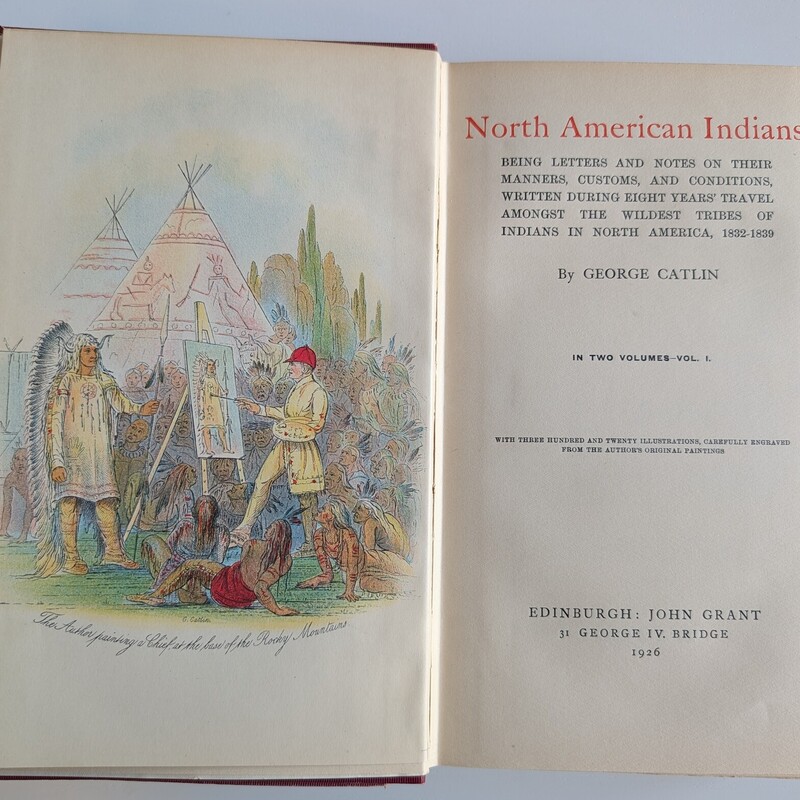 G. Catlin.
The Author painting a Chief at the base of the Rocky Mountains.
North American Indians
BEING LETTERS AND NOTES ON THEIR
MANNERS, CUSTOMS, AND CONDITIONS,
WRITTEN DURING EIGHT YEARS' TRAVEL
AMONGST THE WILDEST TRIBES OF
INDIANS IN NORTH AMERICA, 1832-1839
By GEORGE CATLIN
IN TWO VOLUMES—VOL. I.
WITH THREE HUNDRED AND TWENTY ILLUSTRATIONS, CAREFULLY ENGRAVED
FROM THE AUTHOR'S ORIGINAL PAINTINGS
EDINBURGH: JOHN GRANT
31 GEORGE IV. BRIDGE
1926